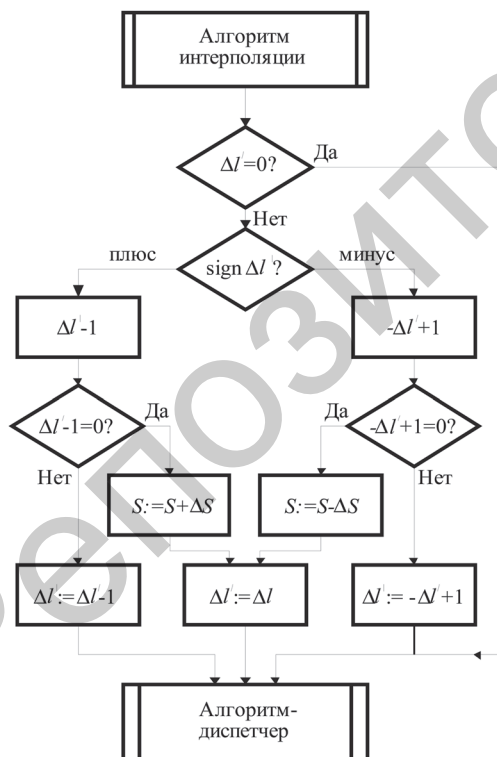 Алгоритм
интерполяции
Δl/=0?
Да
Нет
sign Δl/?
плюс
минус
Δl/-1
-Δl/+1
Δl/-1=0?
Да
Нет
-Δl/+1=0?
Да
Нет
S:=S+ΔS
S:=S-ΔS
Δl/:=Δl/-1
Δl/:=Δl
Δl/:= -Δl/+1
Алгоритм-
диспетчер